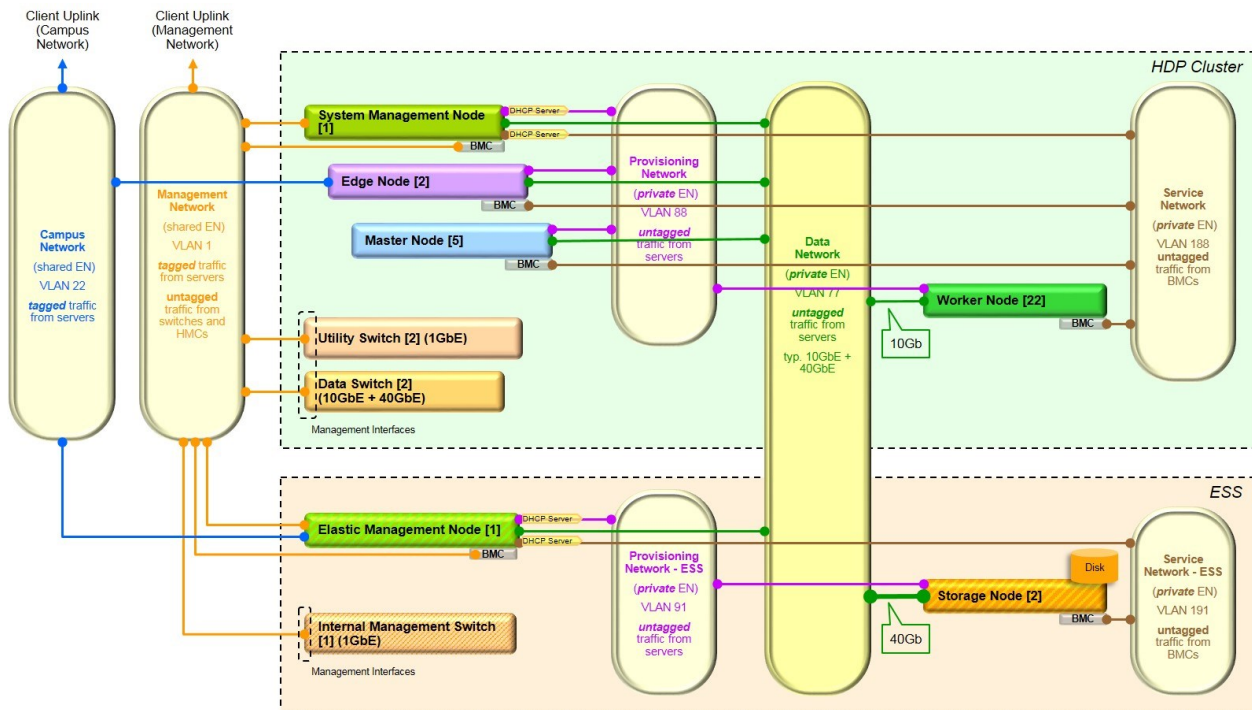 Client Uplink
(Campus
Network)
Client Uplink
(Management
Network)
HDP Cluster
System Management Node
[1]
DHCP Server
DHCP Server
BMC
Edge Node [2]
BMC
Master Node [5]
BMC
Campus
Network
(shared EN)
VLAN 22
tagged traffic
from servers
Management
Network
(shared EN)
VLAN 1
tagged traffic
from servers
untagged
traffic from
switches and
HMCs
Provisioning
Network
(private EN)
VLAN 88
untagged
traffic from
servers
Data
Network
(private EN)
VLAN 77
untagged
traffic from
servers
typ. 10GbE +
40GbE
Service
Network
(private EN)
VLAN 188
untagged
traffic from
BMCs
Worker Node [22]
BMC
10Gb
Utility Switch [2] (1GbE)
Data Switch [2]
(10GbE + 40GbE)
Management Interfaces
ESS
Elastic Management Node [1]
DHCP Server
DHCP Server
BMC
Provisioning
Network - ESS
(private EN)
VLAN 91
untagged
traffic from
servers
Disk
Storage Node [2]
BMC
40Gb
Service
Network - ESS
(private EN)
VLAN 191
untagged
traffic from
BMCs
Internal Management Switch
[1] (1GbE)
Management Interfaces